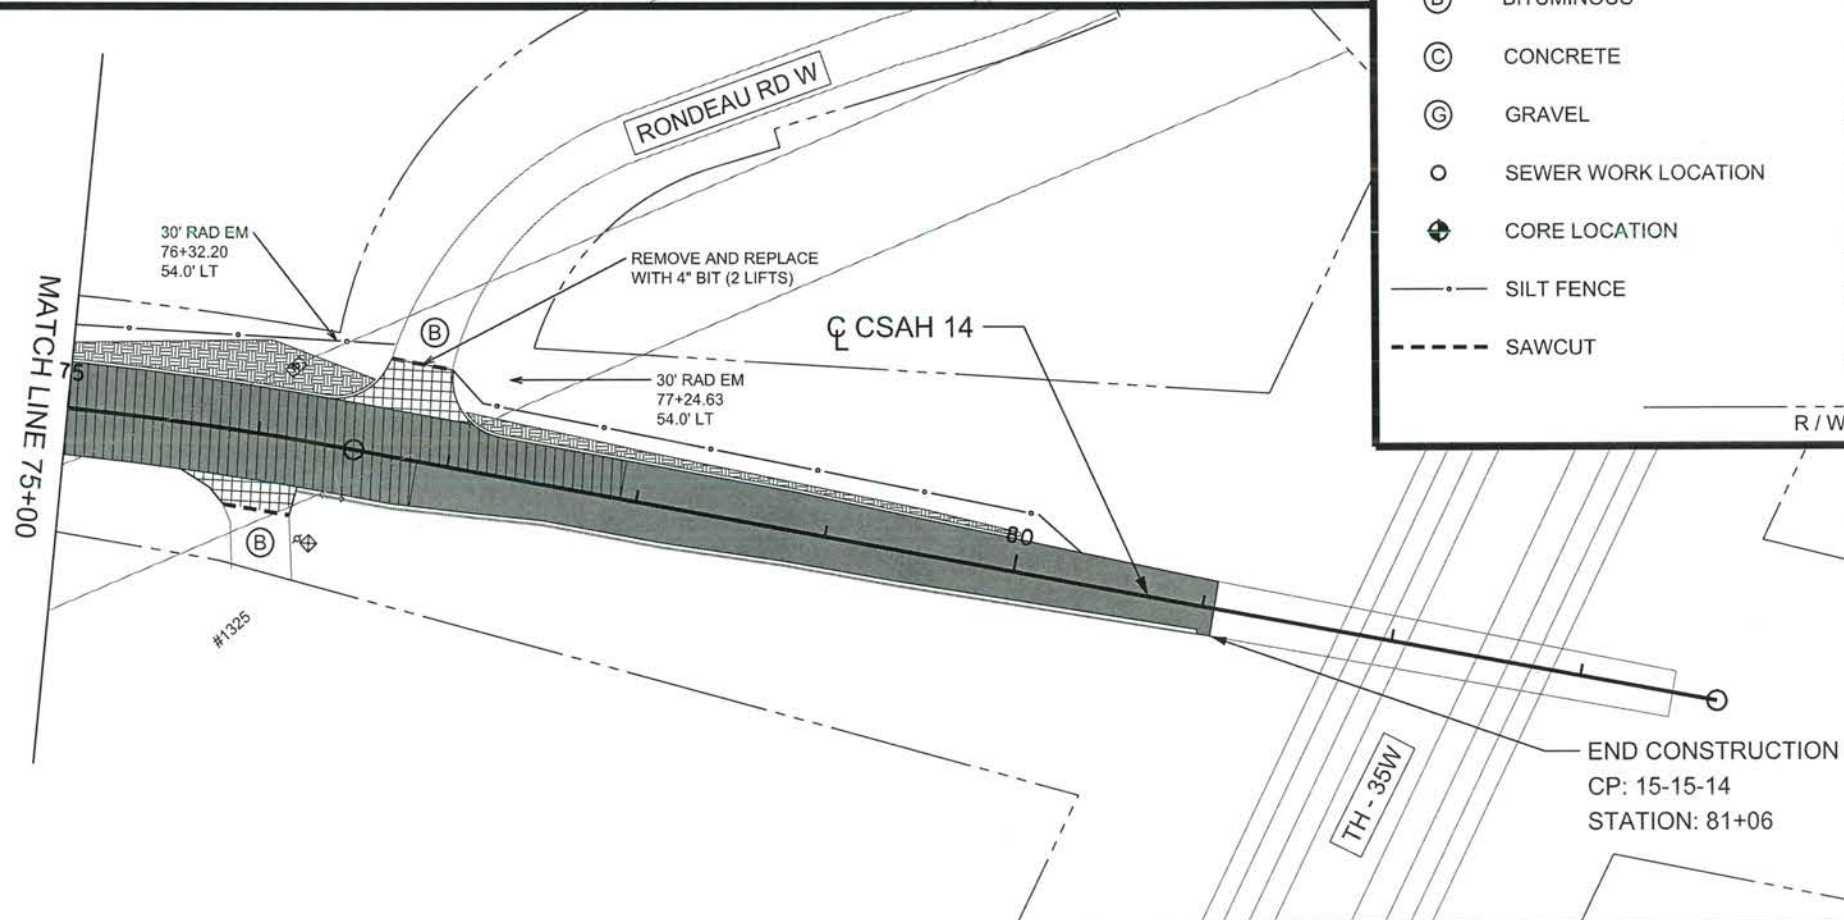 B BITUMINOUS
C CONCRETE
G GRAVEL
SEWER WORK LOCATION
CORE LOCATION
SILT FENCE
SAWCUT
R / W
RONDEAU RD W
30' RAD EM
76+32.20
54.0' LT
REMOVE AND REPLACE
WITH 4" BIT (2 LIFTS)
B
℄ CSAH 14
30' RAD EM
77+24.63
54.0' LT
MATCH LINE 75+00
75
80
B
#1325
TH - 35W
END CONSTRUCTION
CP: 15-15-14
STATION: 81+06